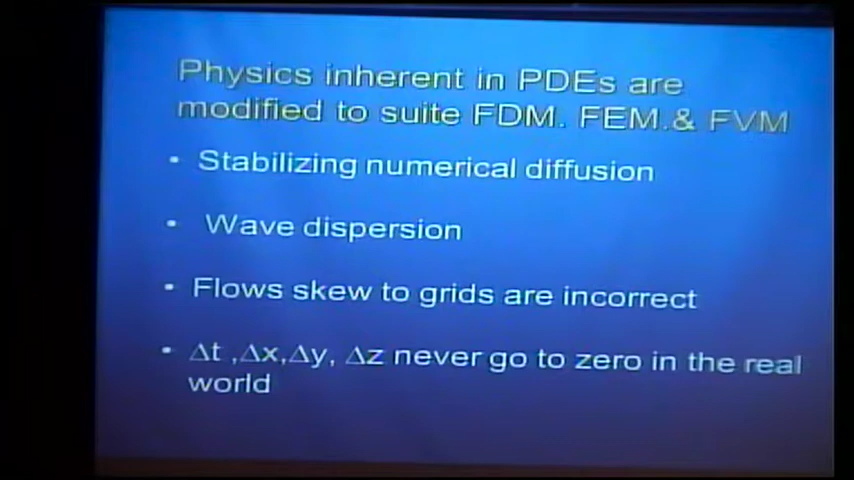 Physics inherent in PDEs are
modified to suite FDM. FEM.& FVM
• Stabilizing numerical diffusion
• Wave dispersion
• Flows skew to grids are incorrect
• Δt ,Δx,Δy, Δz never go to zero in the real
world